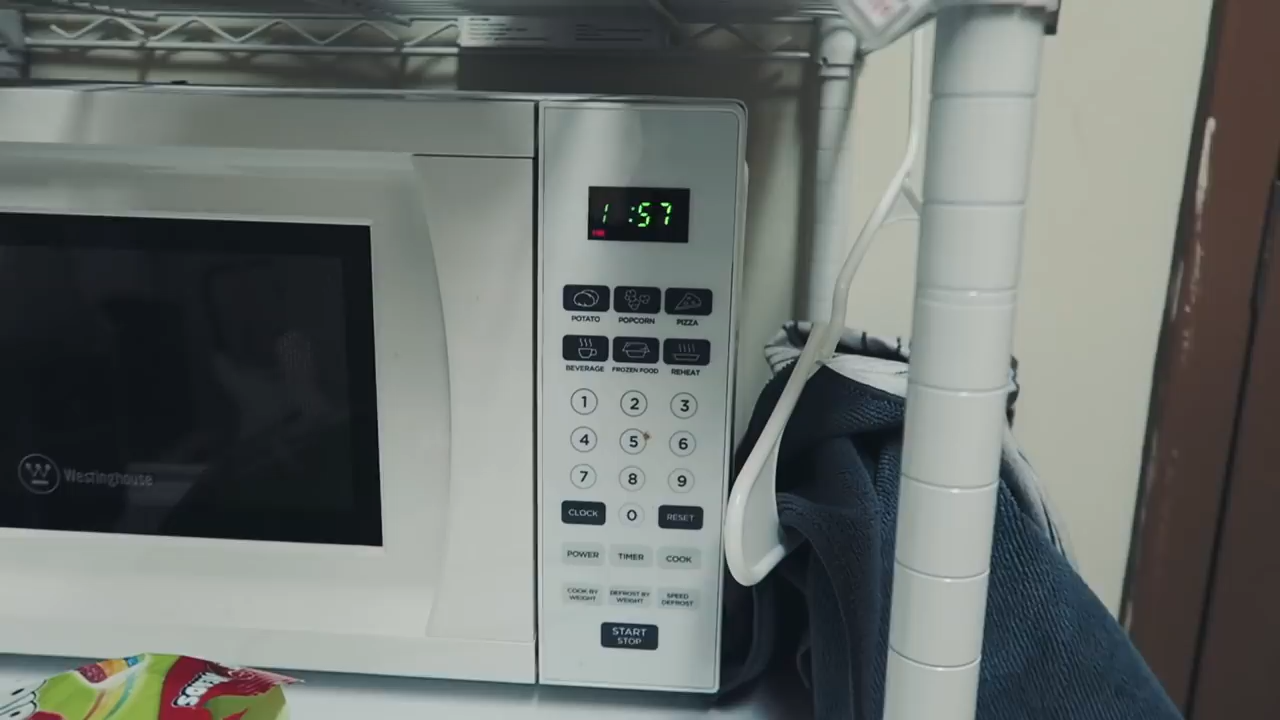 1:57
POTATO POPCORN PIZZA
BEVERAGE FROZEN FOOD REHEAT
1 2 3
4 5 6
7 8 9
CLOCK 0 RESET
POWER TIMER COOK
COOK BY WEIGHT DEFROST BY WEIGHT SPEED DEFROST
START STOP
W Westinghouse